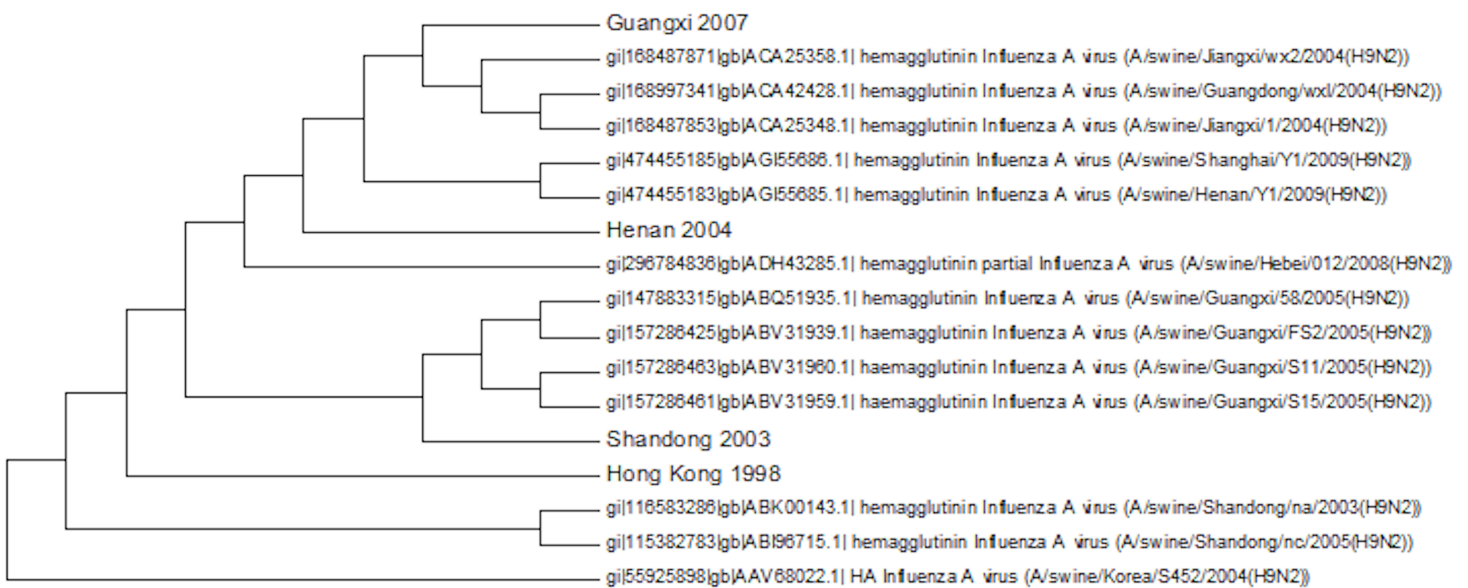 Guangxi 2007
gi|168487871|gb|ACA25358.1| hemagglutinin Influenza A virus (A/swine/Jiangxi/wx2/2004(H9N2))
gi|168997341|gb|ACA42428.1| hemagglutinin Influenza A virus (A/swine/Guangdong/wxl/2004(H9N2))
gi|168487853|gb|ACA25348.1| hemagglutinin Influenza A virus (A/swine/Jiangxi/1/2004(H9N2))
gi|474455185|gb|AGI55686.1| hemagglutinin Influenza A virus (A/swine/Shanghai/Y1/2009(H9N2))
gi|474455183|gb|AGI55685.1| hemagglutinin Influenza A virus (A/swine/Henan/Y1/2009(H9N2))
Henan 2004
gi|296784836|gb|ADH43285.1| hemagglutinin partial Influenza A virus (A/swine/Hebei/012/2008(H9N2))
gi|147883315|gb|ABQ51935.1| hemagglutinin Influenza A virus (A/swine/Guangxi/58/2005(H9N2))
gi|157286425|gb|ABV31939.1| haemagglutinin Influenza A virus (A/swine/Guangxi/FS2/2005(H9N2))
gi|157286463|gb|ABV31960.1| haemagglutinin Influenza A virus (A/swine/Guangxi/S11/2005(H9N2))
gi|157286461|gb|ABV31959.1| haemagglutinin Influenza A virus (A/swine/Guangxi/S15/2005(H9N2))
Shandong 2003
Hong Kong 1998
gi|116583286|gb|ABK00143.1| hemagglutinin Influenza A virus (A/swine/Shandong/na/2003(H9N2))
gi|115382783|gb|ABI96715.1| hemagglutinin Influenza A virus (A/swine/Shandong/nc/2005(H9N2))
gi|55925898|gb|AAV68022.1| HA Influenza A virus (A/swine/Korea/S452/2004(H9N2))